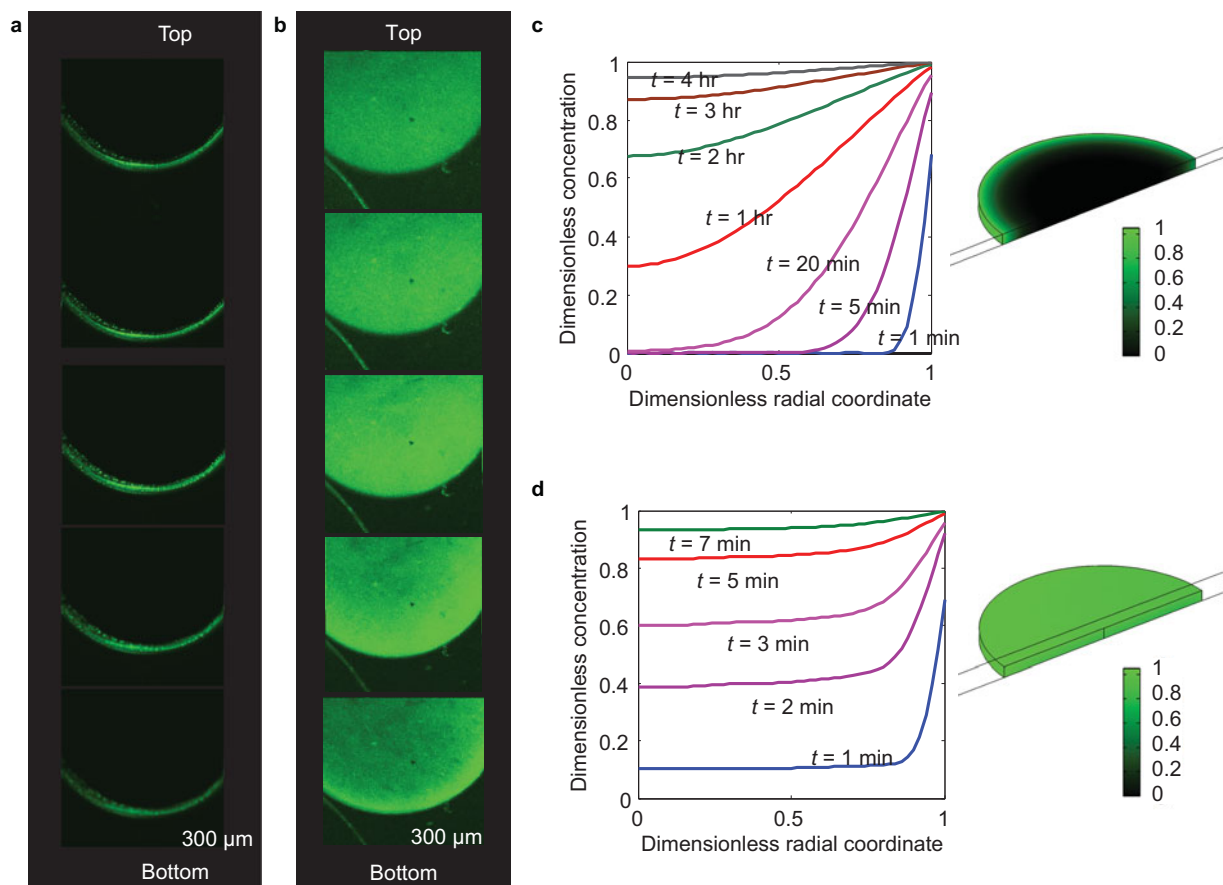 a
Top
300 µm
Bottom
b
Top
300 µm
Bottom
c
Dimensionless concentration
1
0.8
0.6
0.4
0.2
0
t = 4 hr
t = 3 hr
t = 2 hr
t = 1 hr
t = 20 min
t = 5 min
t = 1 min
0
0.5
1
Dimensionless radial coordinate
1
0.8
0.6
0.4
0.2
0
d
Dimensionless concentration
1
0.8
0.6
0.4
0.2
0
t = 7 min
t = 5 min
t = 3 min
t = 2 min
t = 1 min
0
0.5
1
Dimensionless radial coordinate
1
0.8
0.6
0.4
0.2
0